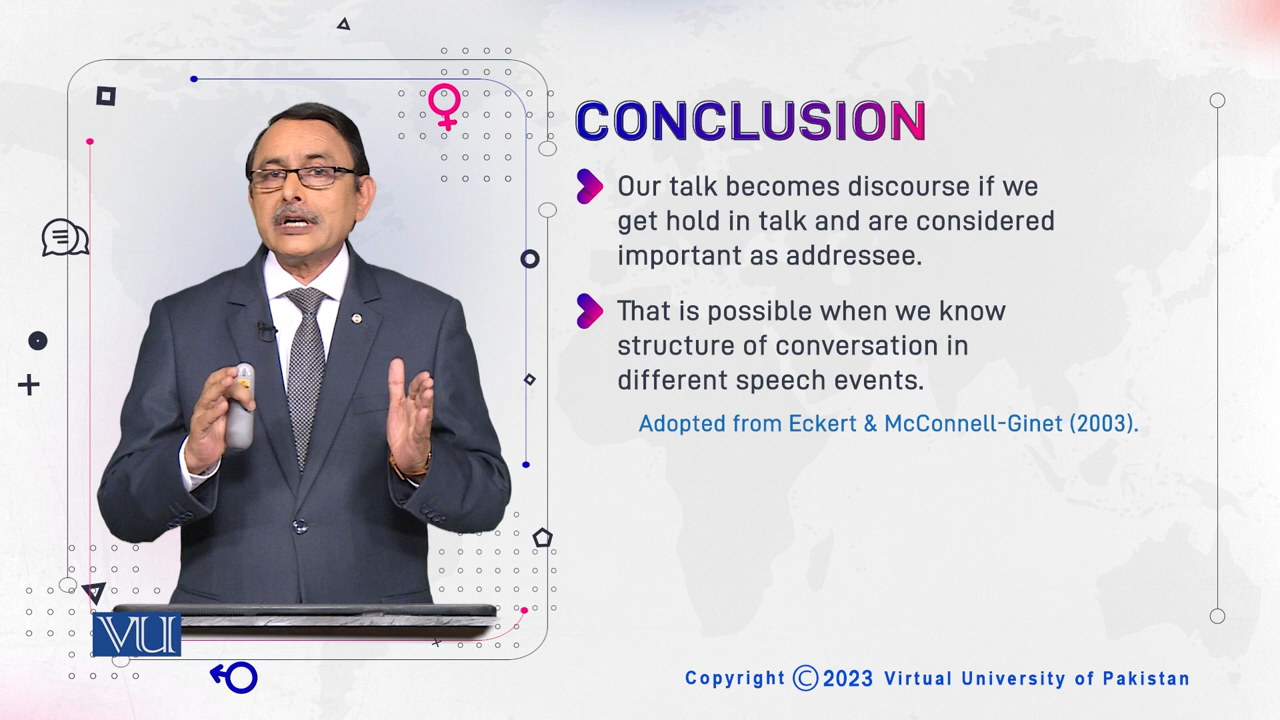 CONCLUSION
Our talk becomes discourse if we
get hold in talk and are considered
important as addressee.
That is possible when we know
structure of conversation in
different speech events.
Adopted from Eckert & McConnell-Ginet (2003).
VU
Copyright ©2023 Virtual University of Pakistan